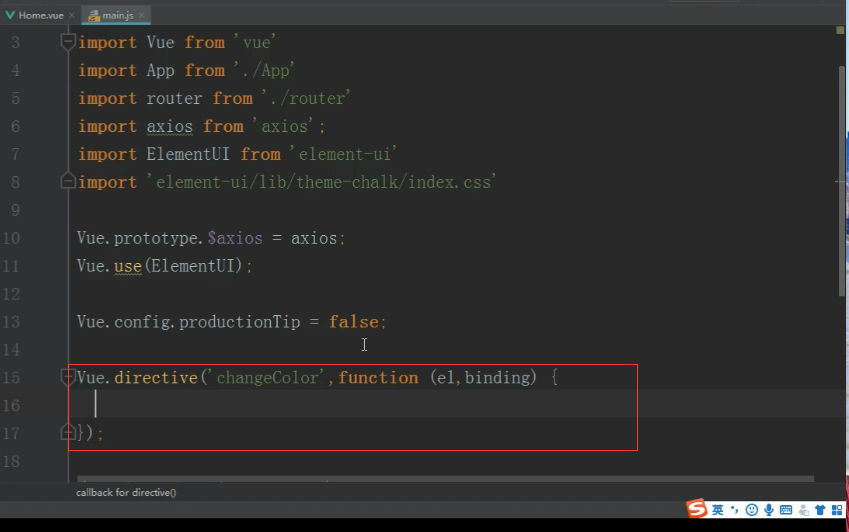 Home.vue main.js
3 import Vue from 'vue'
4 import App from './App'
5 import router from './router'
6 import axios from 'axios';
7 import ElementUI from 'element-ui'
8 import 'element-ui/lib/theme-chalk/index.css'
9
10 Vue.prototype.$axios = axios;
11 Vue.use(ElementUI);
12
13 Vue.config.productionTip = false;
14
15 Vue.directive('changeColor',function (el,binding) {
16
17 });
18
callback for directive()
S 英